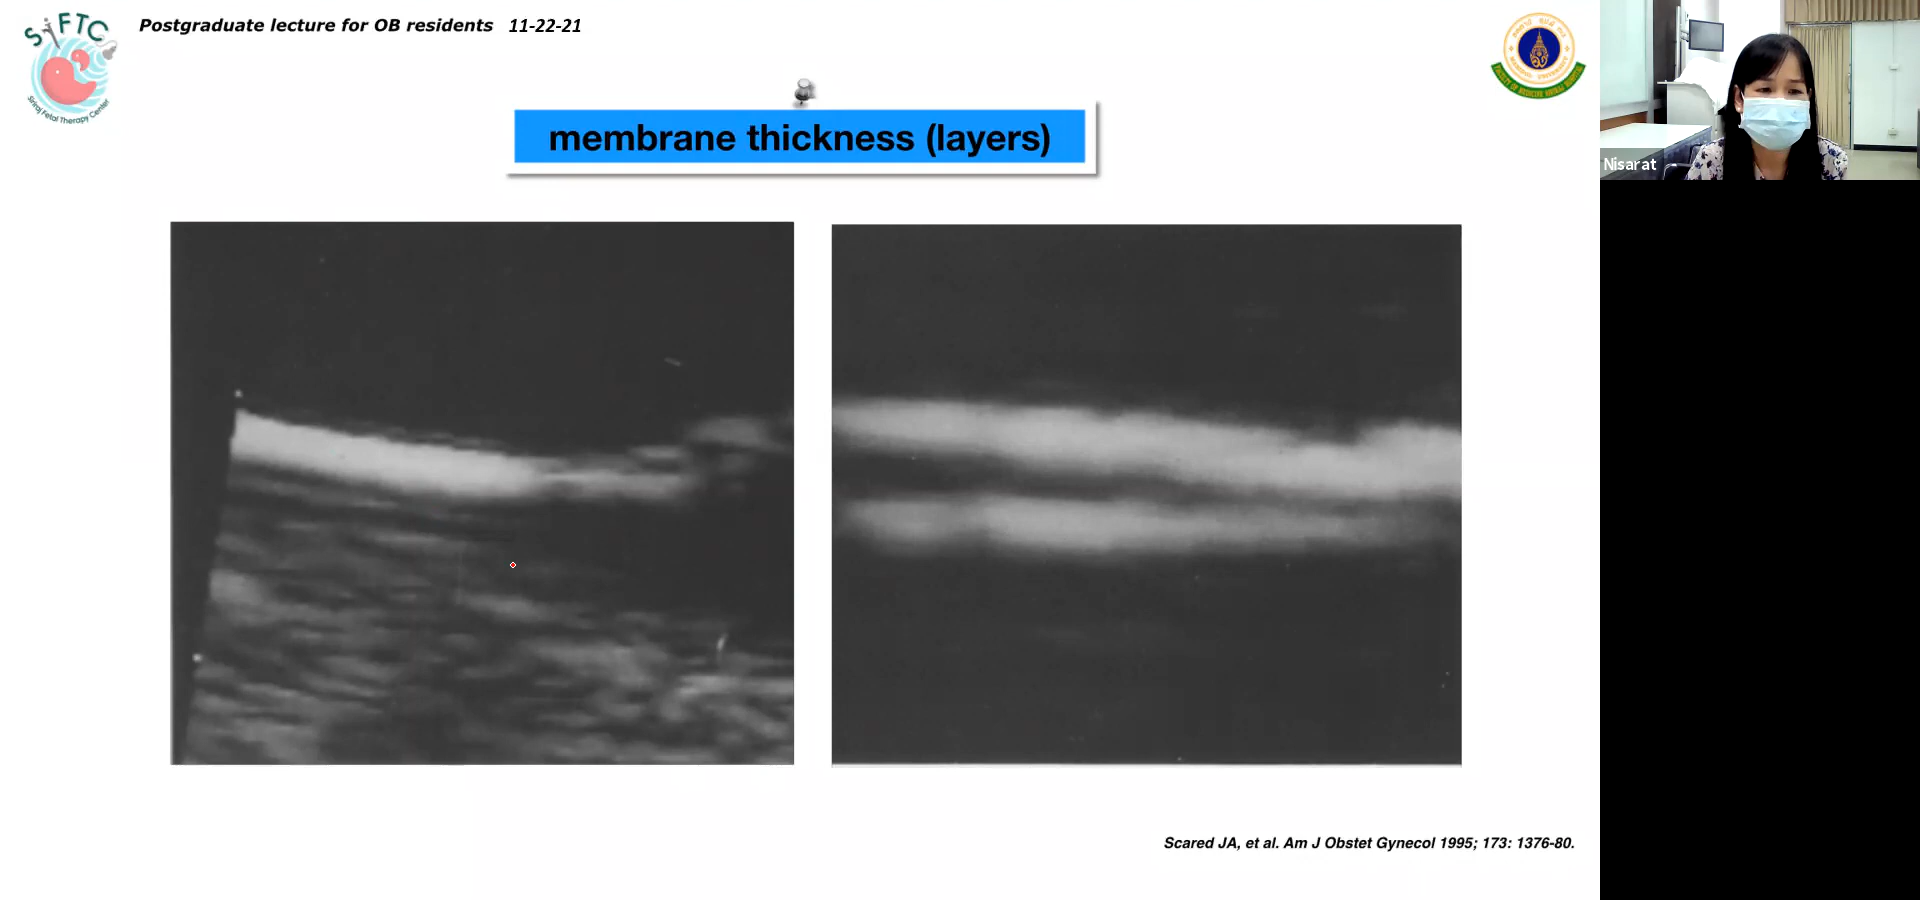 SiFTC
Siriraj Fetal Therapy Center
Postgraduate lecture for OB residents 11-22-21
membrane thickness (layers)
Nisarat
Scared JA, et al. Am J Obstet Gynecol 1995; 173: 1376-80.